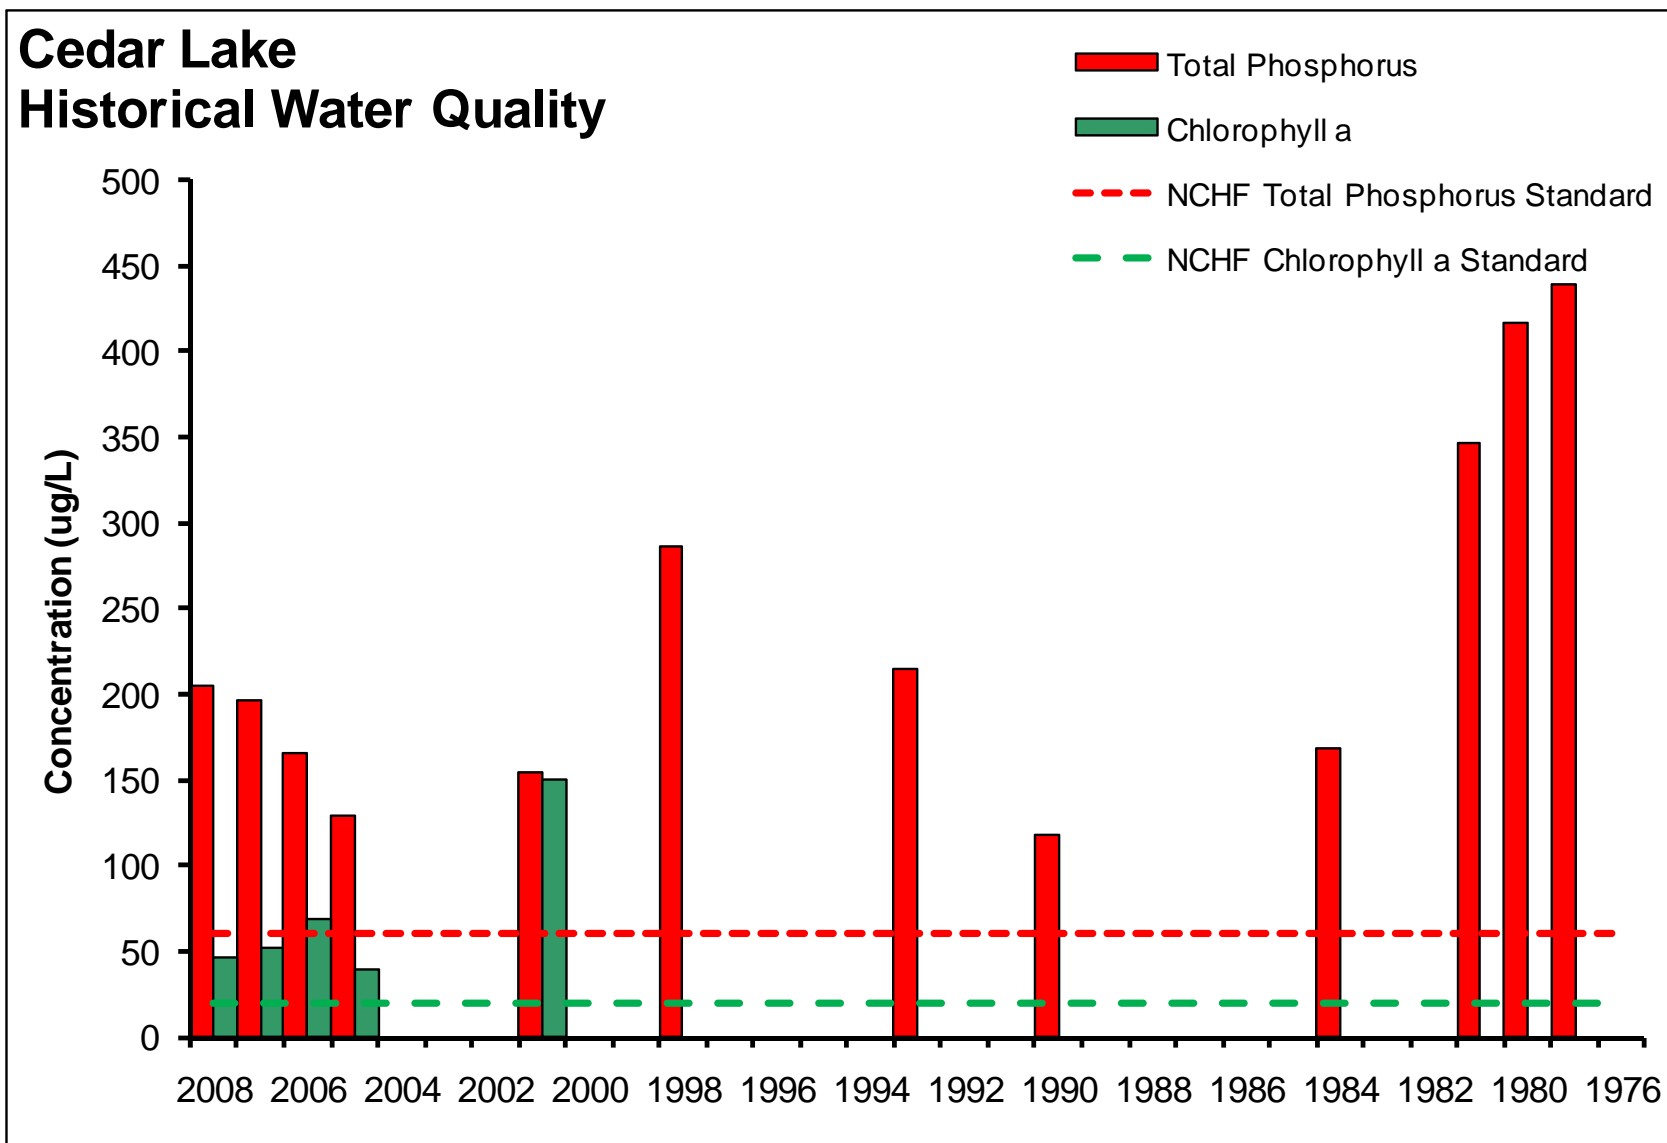 Cedar Lake
Historical Water Quality
Total Phosphorus
Chlorophyll a
NCHF Total Phosphorus Standard
NCHF Chlorophyll a Standard
500
450
400
350
300
250
200
150
100
50
0
Concentration (ug/L)
2008 2006 2004 2002 2000 1998 1996 1994 1992 1990 1988 1986 1984 1982 1980 1976